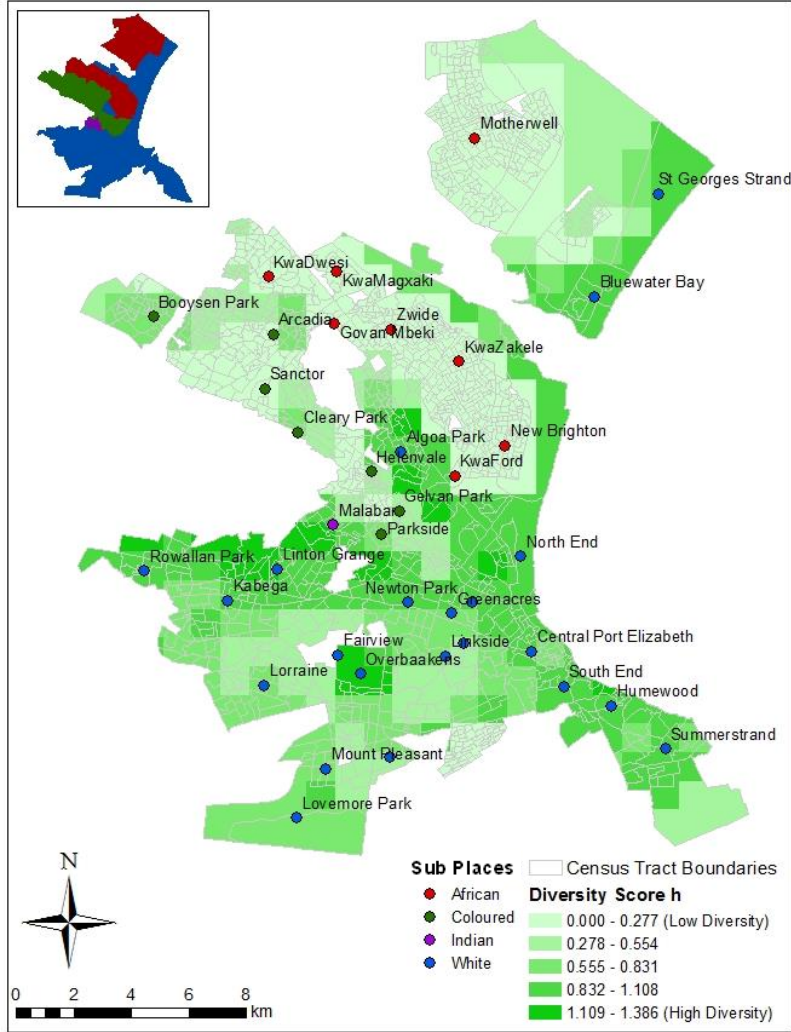 Motherwell
St Georges Strand
Bluewater Bay
KwaDwesi
KwaMagxaki
Booysen Park
Arcadia
Govan Mbeki
Zwide
KwaZakele
Sanctor
Cleary Park
Algoa Park
New Brighton
Helenvale
KwaFord
Gelvan Park
Malabar
Parkside
North End
Rowallan Park
Linton Grange
Kabega
Newton Park
Greenacres
Fairview
Linkside
Central Port Elizabeth
Overbaakens
Lorraine
South End
Humewood
Summerstrand
Mount Pleasant
Lovemore Park
N
0 2 4 6 8
km
Sub Places
African
Coloured
Indian
White
Census Tract Boundaries
Diversity Score h
0.000 - 0.277 (Low Diversity)
0.278 - 0.554
0.555 - 0.831
0.832 - 1.108
1.109 - 1.386 (High Diversity)